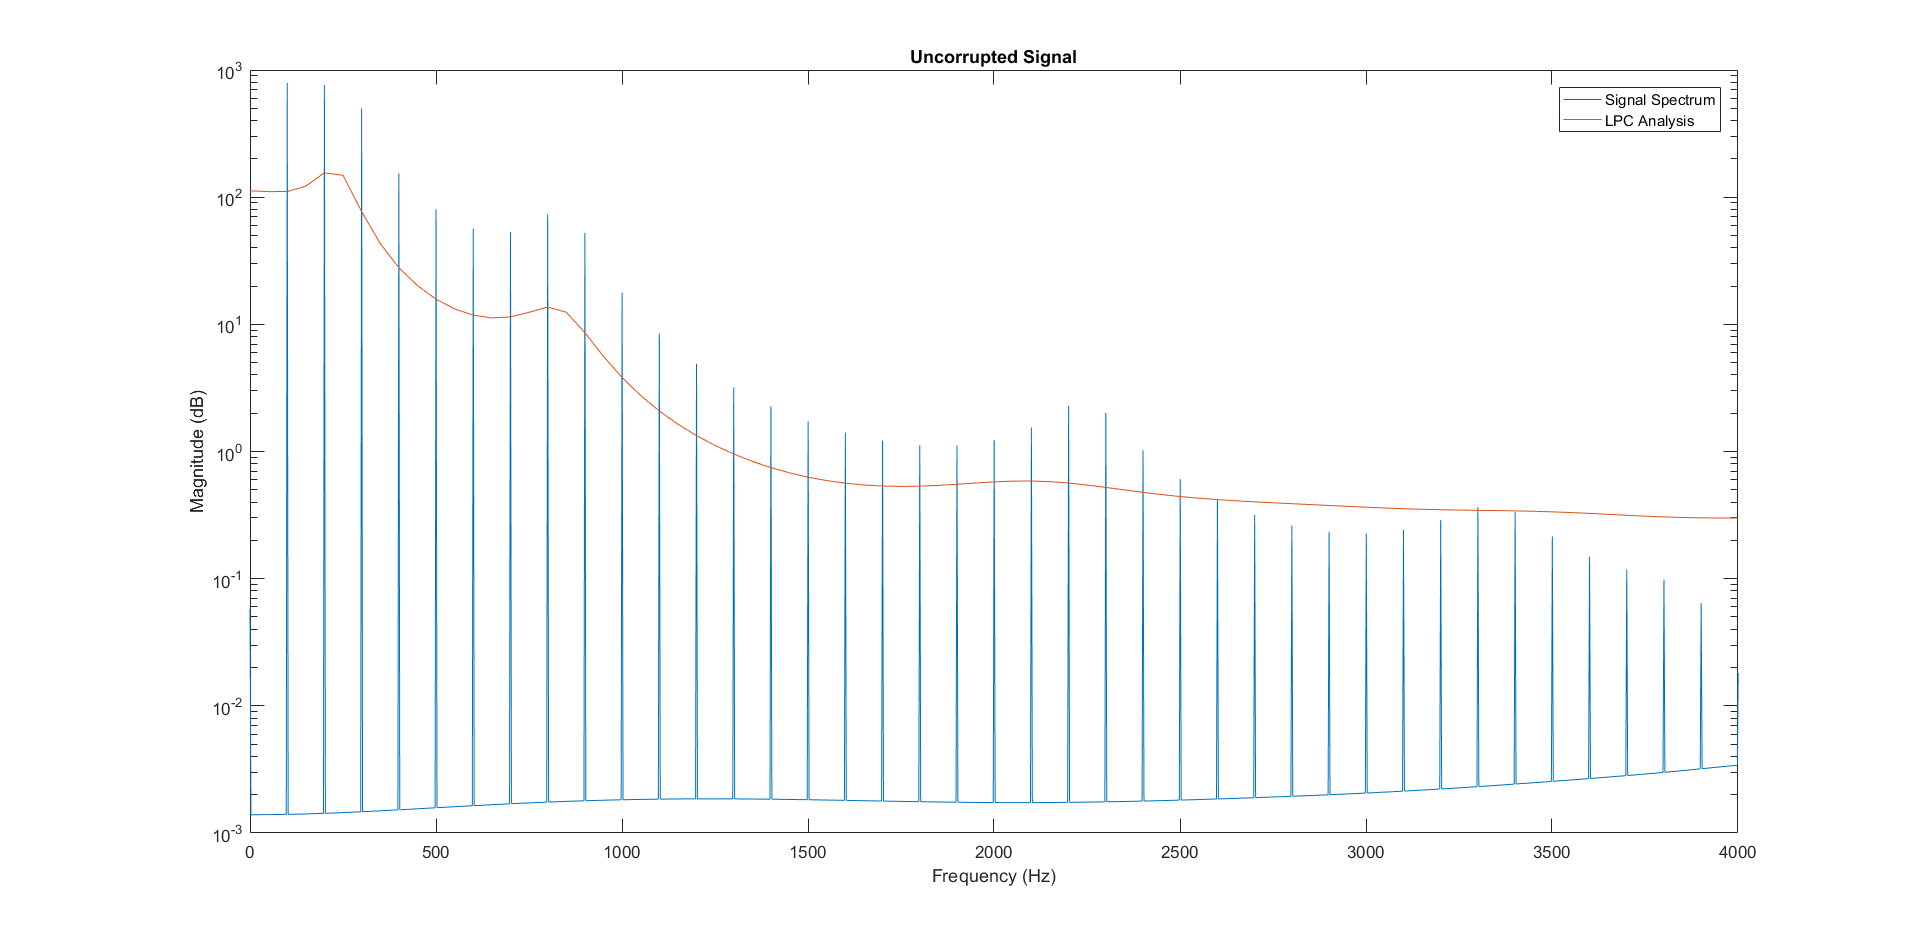 Uncorrupted Signal
Signal Spectrum
LPC Analysis
10^3
10^2
10^1
10^0
10^-1
10^-2
10^-3
Magnitude (dB)
0 500 1000 1500 2000 2500 3000 3500 4000
Frequency (Hz)